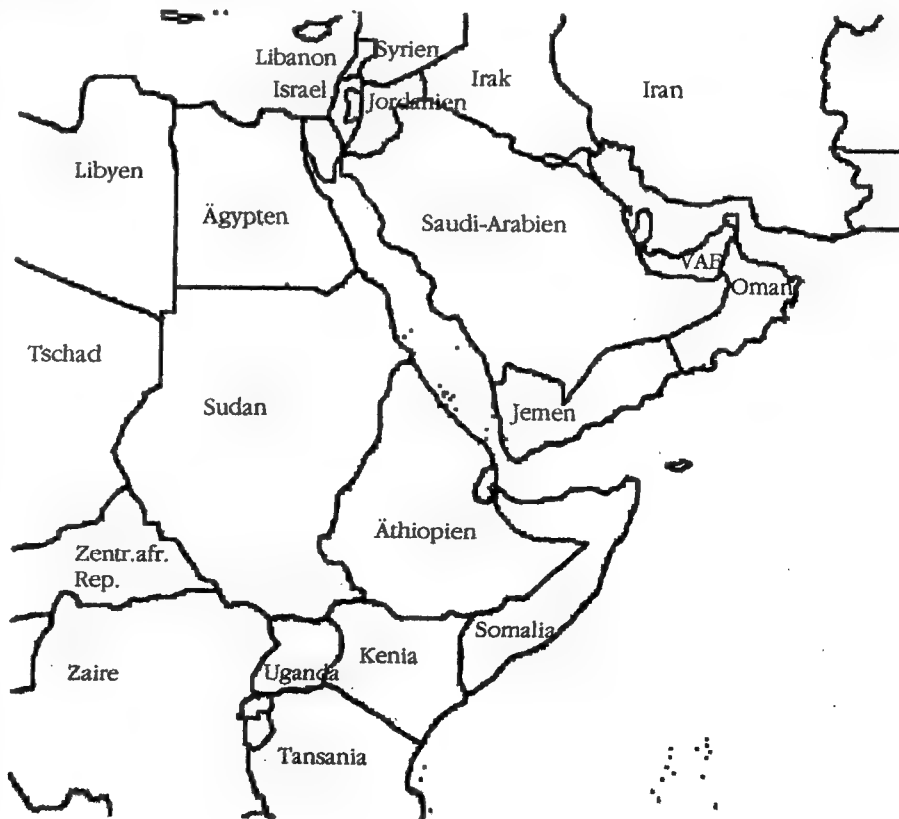 Libanon
Syrien
Israel
Jordanien
Irak
Iran
Libyen
Ägypten
Saudi-Arabien
VAE
Oman
Tschad
Sudan
Jemen
Äthiopien
Zentr.afr.
Rep.
Somalia
Zaire
Uganda
Kenia
Tansania